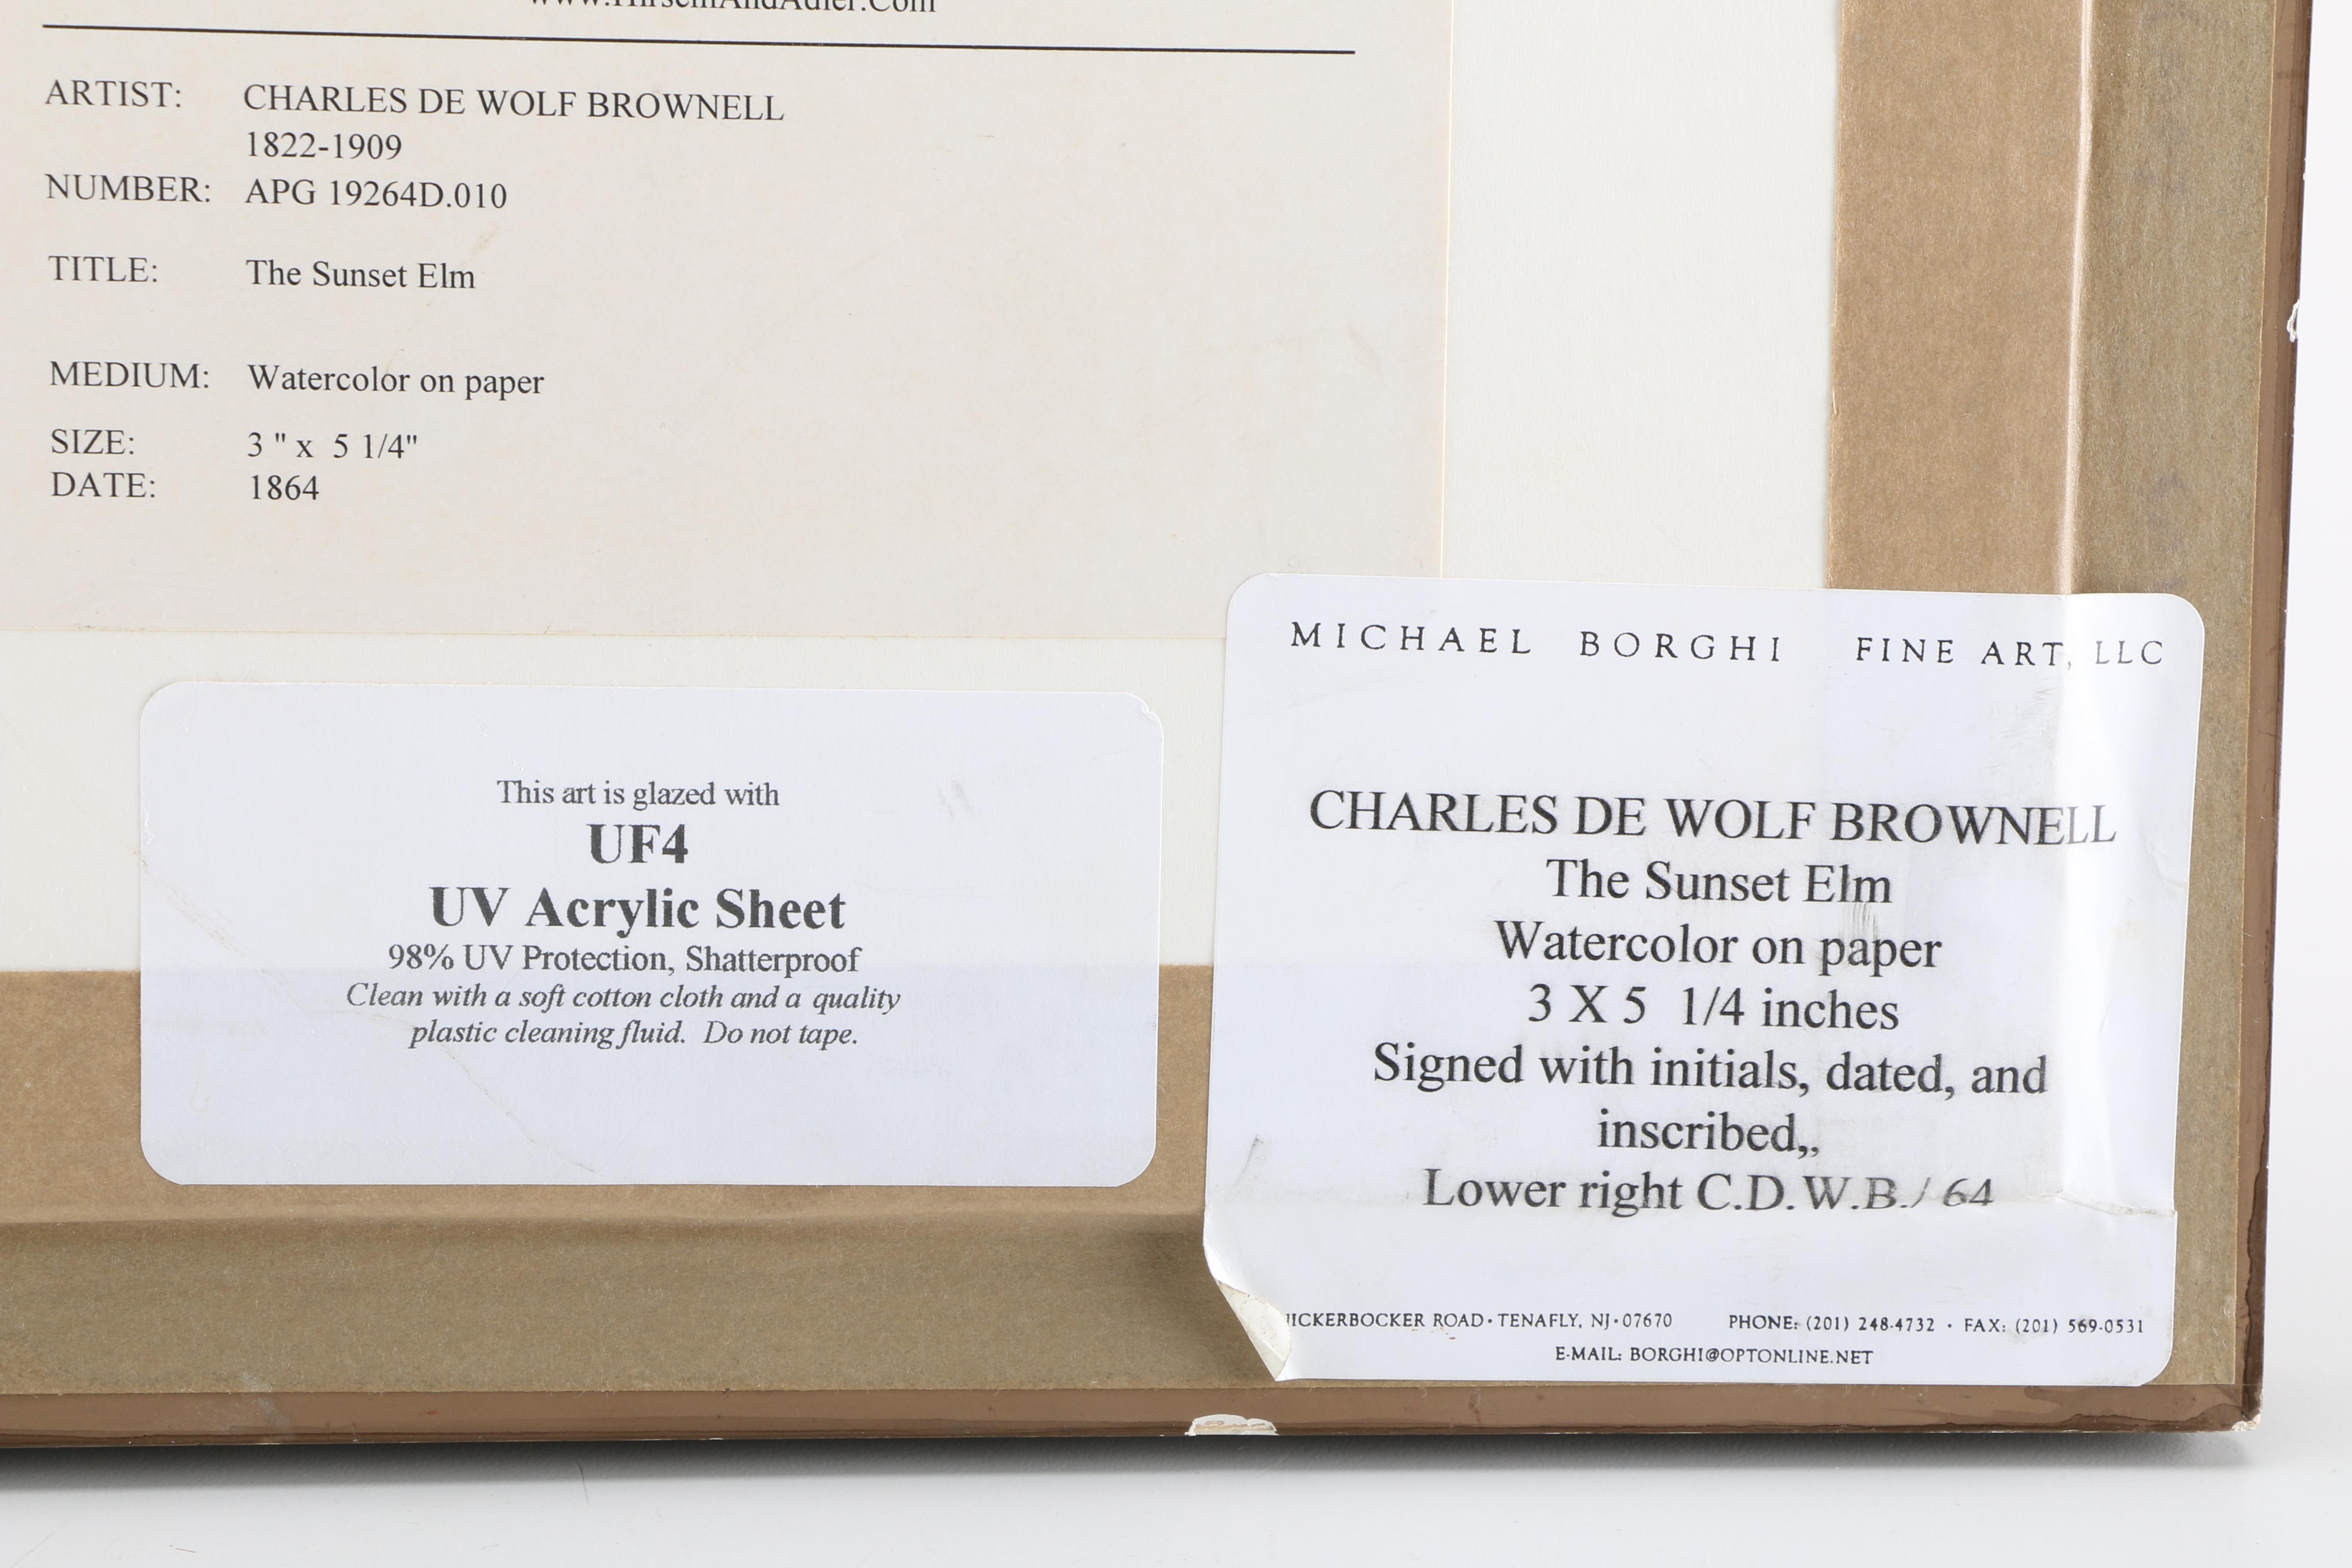 www.HirschlAndAdler.Com
ARTIST: CHARLES DE WOLF BROWNELL
1822-1909
NUMBER: APG 19264D.010
TITLE: The Sunset Elm
MEDIUM: Watercolor on paper
SIZE: 3 " x 5 1/4"
DATE: 1864
This art is glazed with
UF4
UV Acrylic Sheet
98% UV Protection, Shatterproof
Clean with a soft cotton cloth and a quality
plastic cleaning fluid. Do not tape.
MICHAEL BORGHI FINE ART, LLC
CHARLES DE WOLF BROWNELL
The Sunset Elm
Watercolor on paper
3 X 5 1/4 inches
Signed with initials, dated, and
inscribed,,
Lower right C.D.W.B./ 64
ROAD · TENAFLY, NJ · 07670 PHONE: (201) 248-4732 · FAX: (201) 569-0531
E-MAIL: BORGHI@OPTONLINE.NET